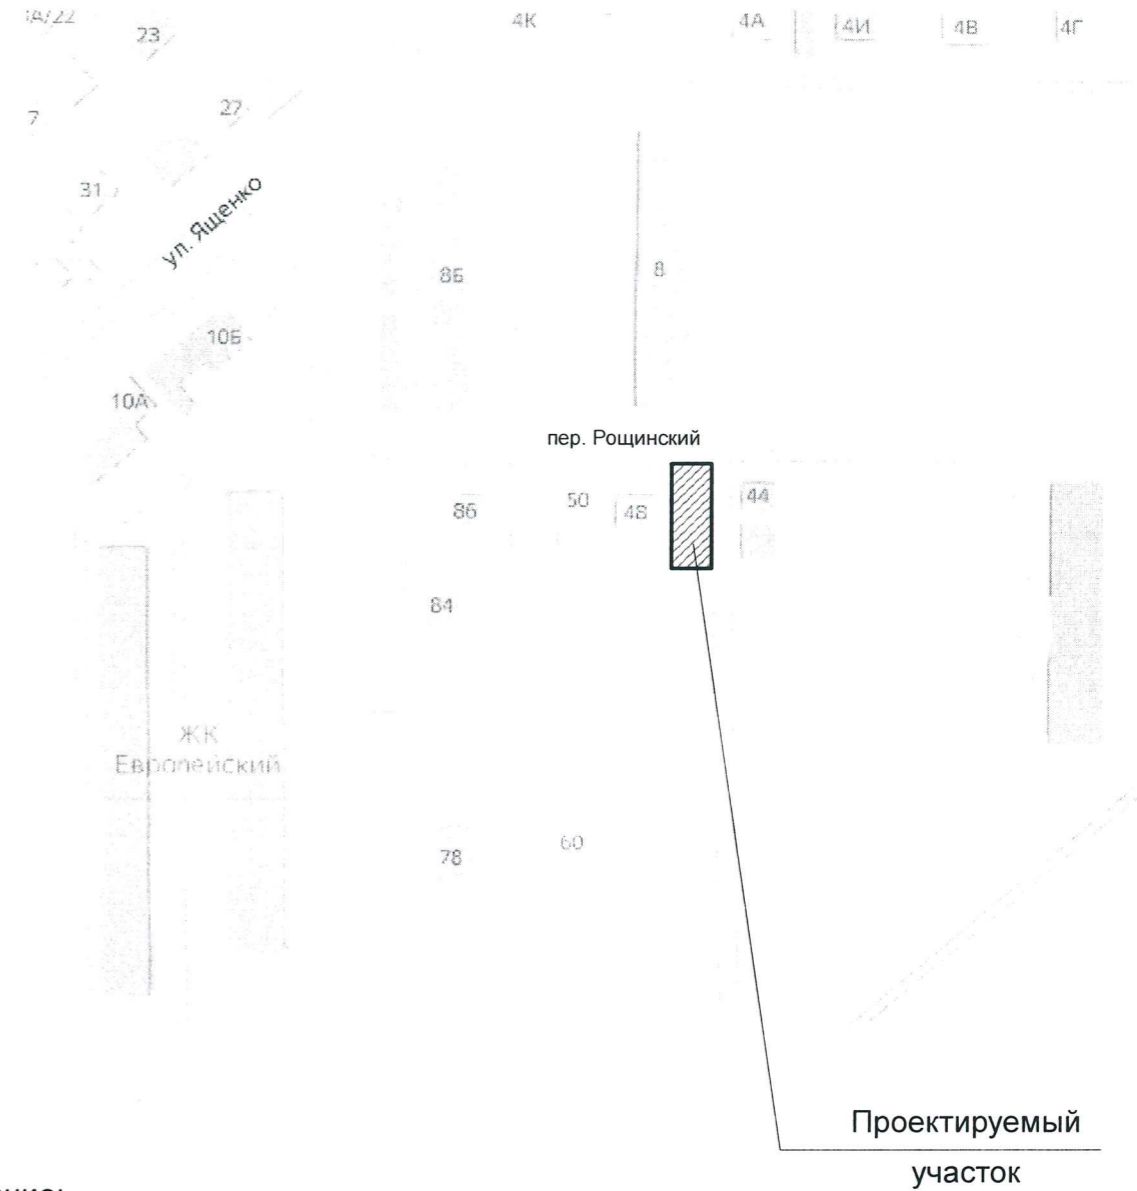 23
4К
4А
4И
4В
4Г
7
27
31
ул. Ященко
8Б
8
10Б
10А
пер. Рощинский
86
50
48
44
84
ЖК
Европейский
78
60
Проектируемый
участок